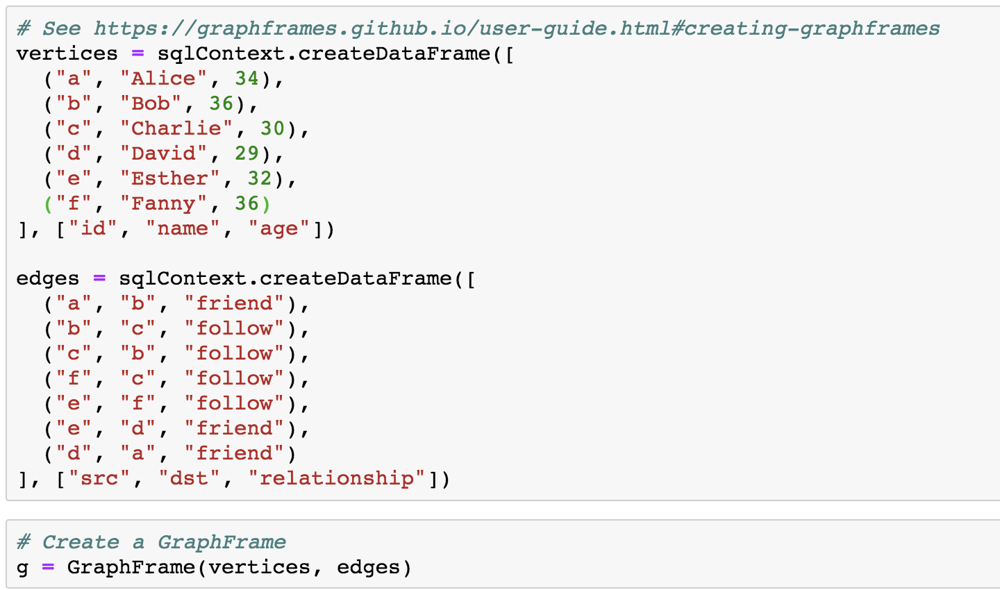 # See https://graphframes.github.io/user-guide.html#creating-graphframes
vertices = sqlContext.createDataFrame([
  ("a", "Alice", 34),
  ("b", "Bob", 36),
  ("c", "Charlie", 30),
  ("d", "David", 29),
  ("e", "Esther", 32),
  ("f", "Fanny", 36)
], ["id", "name", "age"])

edges = sqlContext.createDataFrame([
  ("a", "b", "friend"),
  ("b", "c", "follow"),
  ("c", "b", "follow"),
  ("f", "c", "follow"),
  ("e", "f", "follow"),
  ("e", "d", "friend"),
  ("d", "a", "friend")
], ["src", "dst", "relationship"])

# Create a GraphFrame
g = GraphFrame(vertices, edges)